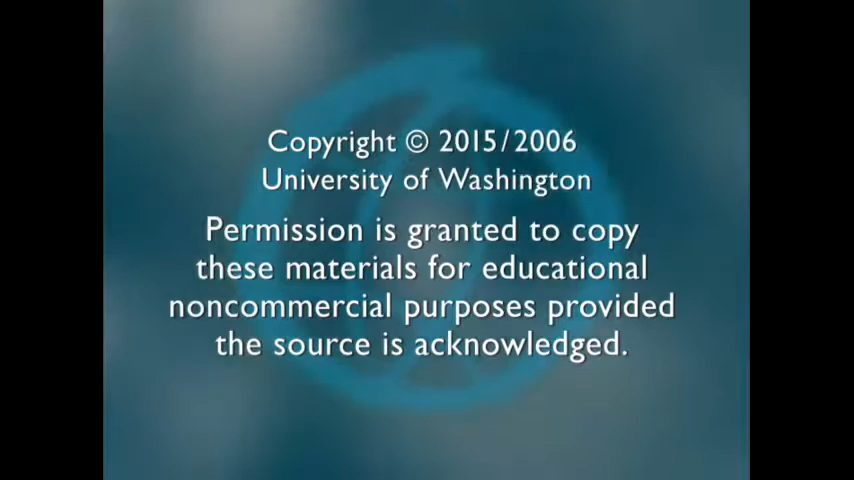 Copyright © 2015/2006
University of Washington
Permission is granted to copy
these materials for educational
noncommercial purposes provided
the source is acknowledged.